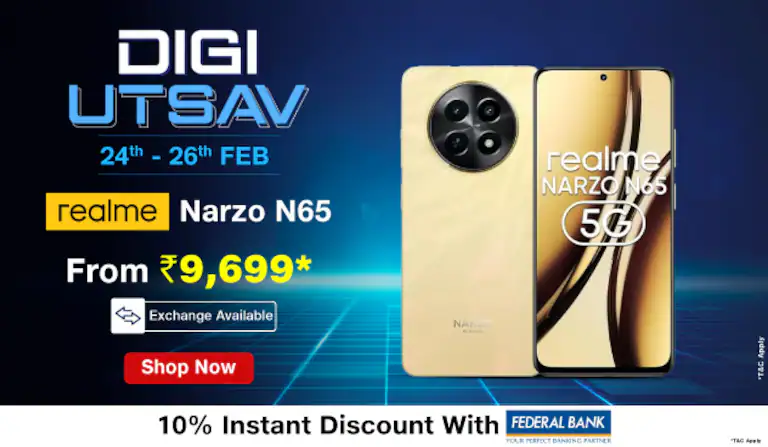 DIGI
UTSAV
24th - 26th FEB
realme Narzo N65
From ₹9,699*
Exchange Available
Shop Now
realme
NARZO N65
5G
*T&C Apply
10% Instant Discount With FEDERAL BANK
YOUR PERFECT BANKING PARTNER
*T&C Apply